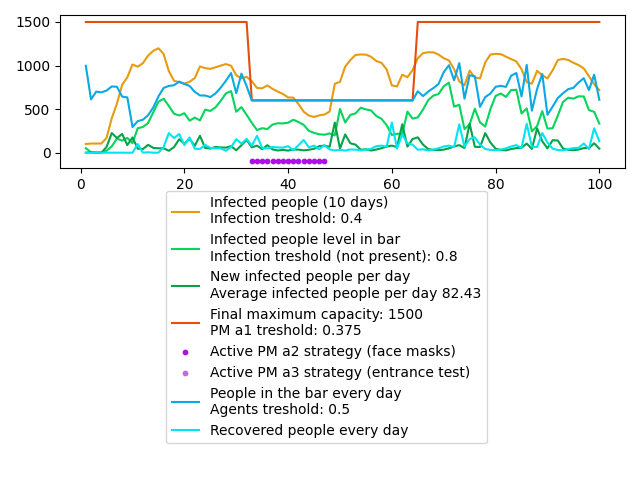 1500
1000
500
0
0 20 40 60 80 100
Infected people (10 days)
Infection treshold: 0.4
Infected people level in bar
Infection treshold (not present): 0.8
New infected people per day
Average infected people per day 82.43
Final maximum capacity: 1500
PM a1 treshold: 0.375
Active PM a2 strategy (face masks)
Active PM a3 strategy (entrance test)
People in the bar every day
Agents treshold: 0.5
Recovered people every day